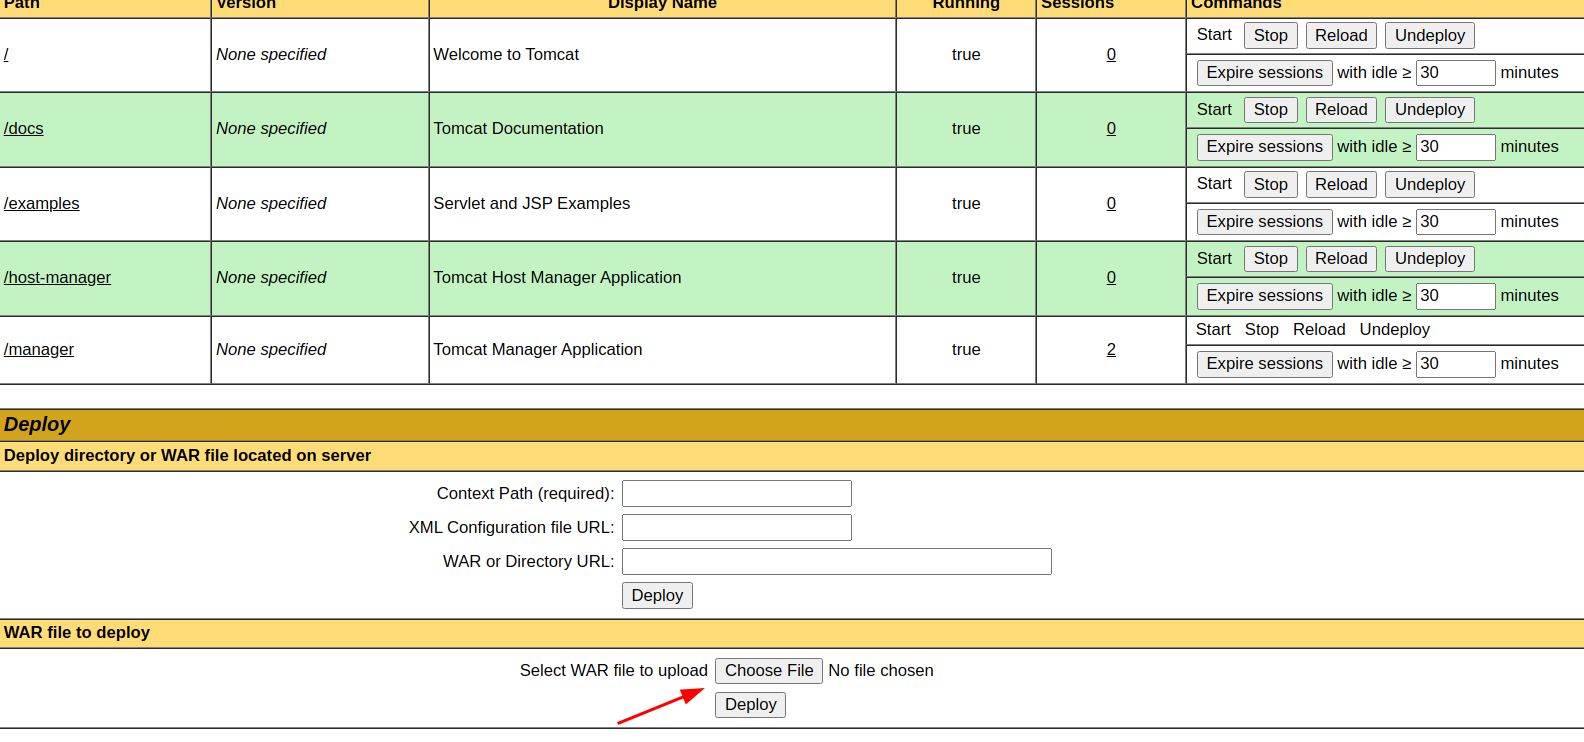 Path Version Display Name Running Sessions Commands
/ None specified Welcome to Tomcat true 0 Start Stop Reload Undeploy
Expire sessions with idle ≥ 30 minutes
/docs None specified Tomcat Documentation true 0 Start Stop Reload Undeploy
Expire sessions with idle ≥ 30 minutes
/examples None specified Servlet and JSP Examples true 0 Start Stop Reload Undeploy
Expire sessions with idle ≥ 30 minutes
/host-manager None specified Tomcat Host Manager Application true 0 Start Stop Reload Undeploy
Expire sessions with idle ≥ 30 minutes
/manager None specified Tomcat Manager Application true 2 Start Stop Reload Undeploy
Expire sessions with idle ≥ 30 minutes
Deploy
Deploy directory or WAR file located on server
Context Path (required):
XML Configuration file URL:
WAR or Directory URL:
Deploy
WAR file to deploy
Select WAR file to upload Choose File No file chosen
Deploy